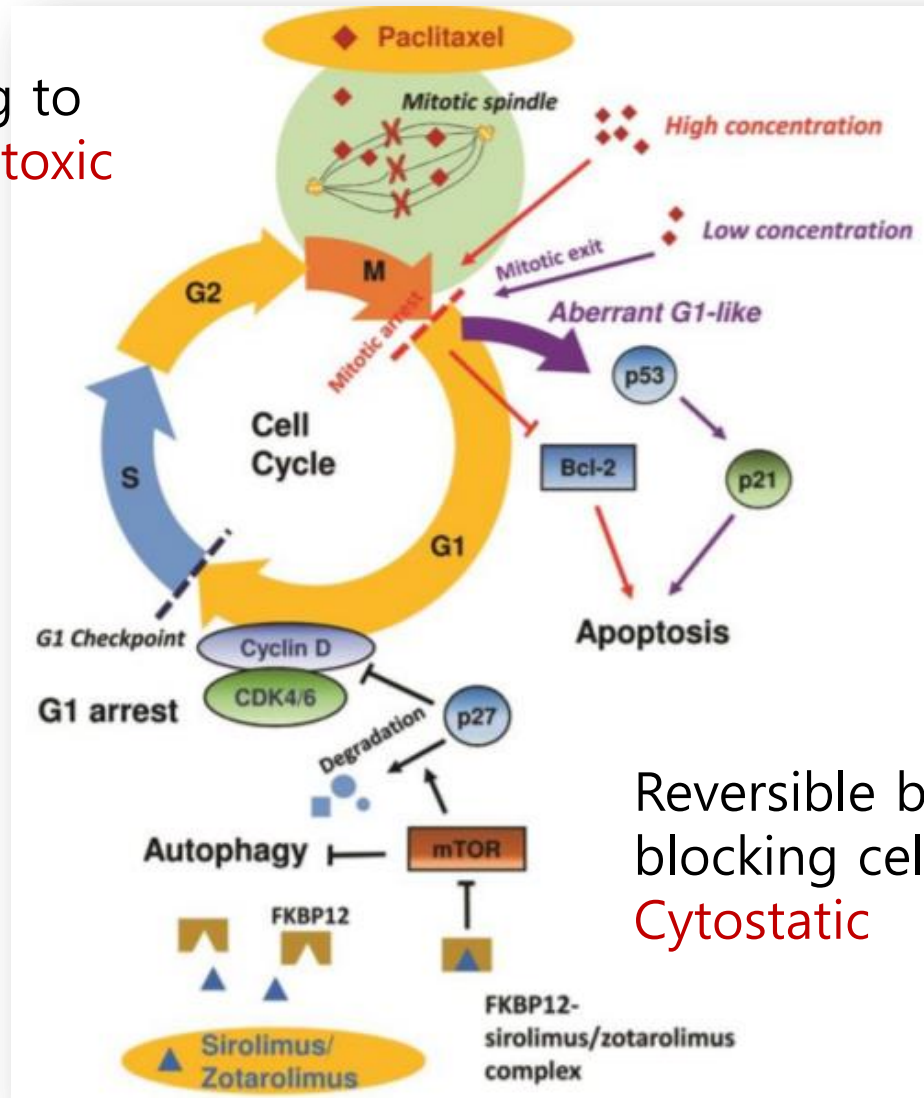 Paclitaxel
g to
toxic
Mitotic spindle
High concentration
Low concentration
Mitotic exit
M
G2
Mitotic arrest
Aberrant G1-like
p53
Cell
Cycle
Bcl-2
p21
S
G1
Apoptosis
G1 Checkpoint
Cyclin D
G1 arrest
CDK4/6
p27
Degradation
Reversible b
blocking cel
Cytostatic
Autophagy
mTOR
FKBP12
FKBP12-
sirolimus/zotarolimus
complex
Sirolimus/
Zotarolimus